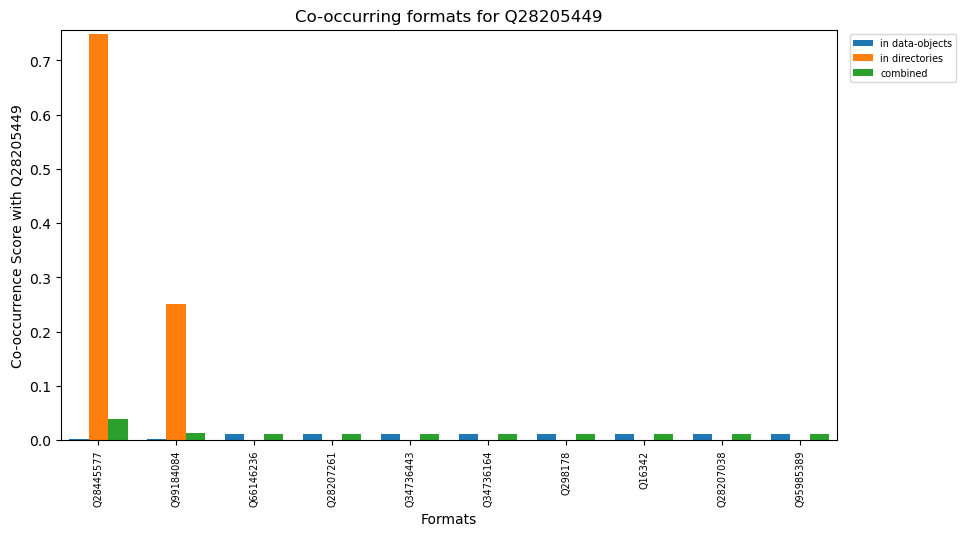 Co-occurring formats for Q28205449
in data-objects
in directories
combined
Co-occurrence Score with Q28205449
0.7
0.6
0.5
0.4
0.3
0.2
0.1
0.0
Q28445577
Q99184084
Q66146236
Q28207261
Q34736443
Q34736164
Q298178
Q16342
Q28207038
Q95985389
Formats